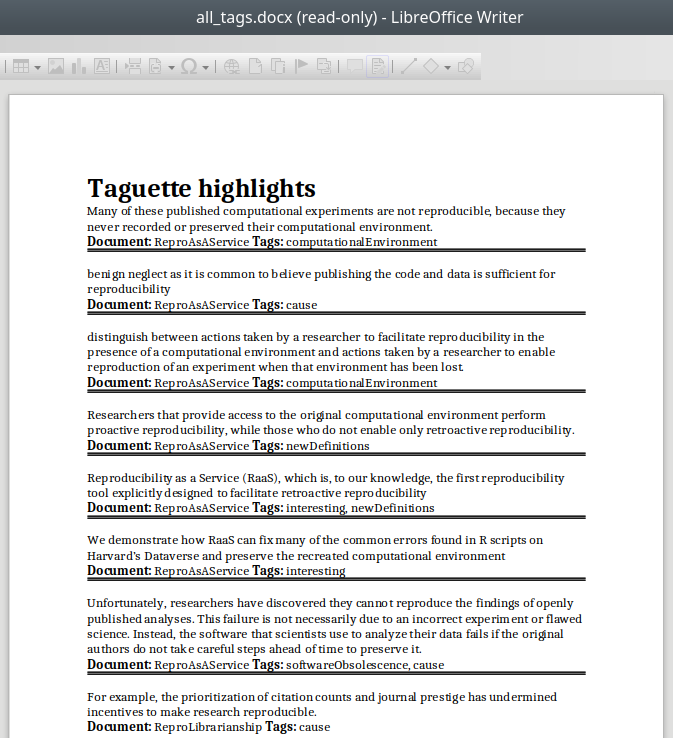 all_tags.docx (read-only) - LibreOffice Writer
Taguette highlights
Many of these published computational experiments are not reproducible, because they
never recorded or preserved their computational environment.
Document: ReproAsAService Tags: computationalEnvironment
benign neglect as it is common to believe publishing the code and data is sufficient for
reproducibility
Document: ReproAsAService Tags: cause
distinguish between actions taken by a researcher to facilitate reproducibility in the
presence of a computational environment and actions taken by a researcher to enable
reproduction of an experiment when that environment has been lost.
Document: ReproAsAService Tags: computationalEnvironment
Researchers that provide access to the original computational environment perform
proactive reproducibility, while those who do not enable only retroactive reproducibility.
Document: ReproAsAService Tags: newDefinitions
Reproducibility as a Service (RaaS), which is, to our knowledge, the first reproducibility
tool explicitly designed to facilitate retroactive reproducibility
Document: ReproAsAService Tags: interesting, newDefinitions
We demonstrate how RaaS can fix many of the common errors found in R scripts on
Harvard's Dataverse and preserve the recreated computational environment
Document: ReproAsAService Tags: interesting
Unfortunately, researchers have discovered they cannot reproduce the findings of openly
published analyses. This failure is not necessarily due to an incorrect experiment or flawed
science. Instead, the software that scientists use to analyze their data fails if the original
authors do not take careful steps ahead of time to preserve it.
Document: ReproAsAService Tags: softwareObsolescence, cause
For example, the prioritization of citation counts and journal prestige has undermined
incentives to make research reproducible.
Document: ReproLibrarianship Tags: cause